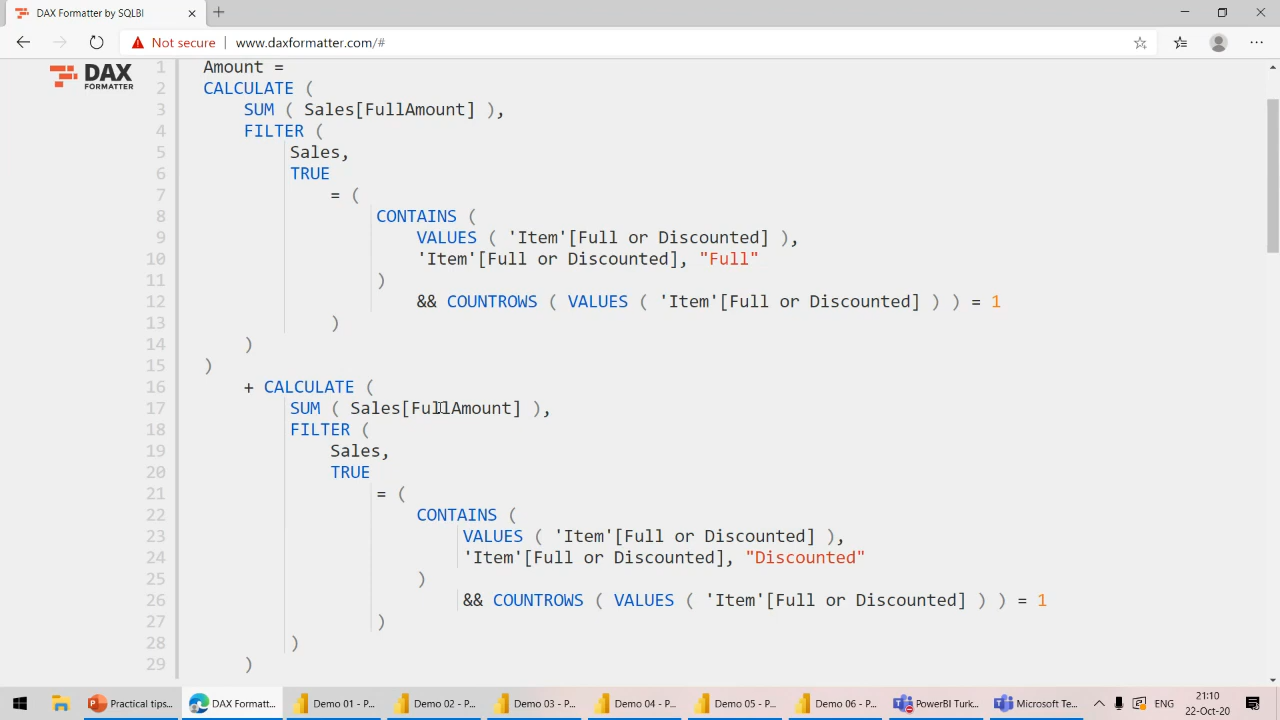 DAX Formatter by SQLBI
Not secure
www.daxformatter.com/#
DAX
FORMATTER
1 Amount =
2 CALCULATE (
3 SUM ( Sales[FullAmount] ),
4 FILTER (
5 Sales,
6 TRUE
7 = (
8 CONTAINS (
9 VALUES ( 'Item'[Full or Discounted] ),
10 'Item'[Full or Discounted], "Full"
11 )
12 && COUNTROWS ( VALUES ( 'Item'[Full or Discounted] ) ) = 1
13 )
14 )
15 )
16 + CALCULATE (
17 SUM ( Sales[FullAmount] ),
18 FILTER (
19 Sales,
20 TRUE
21 = (
22 CONTAINS (
23 VALUES ( 'Item'[Full or Discounted] ),
24 'Item'[Full or Discounted], "Discounted"
25 )
26 && COUNTROWS ( VALUES ( 'Item'[Full or Discounted] ) ) = 1
27 )
28 )
29 )
Practical tips...
DAX Formatt...
Demo 01 - P...
Demo 02 - P...
Demo 03 - P...
Demo 04 - P...
Demo 05 - P...
Demo 06 - P...
PowerBI Turk...
Microsoft Te...
ENG
21:10
22-Oct-20